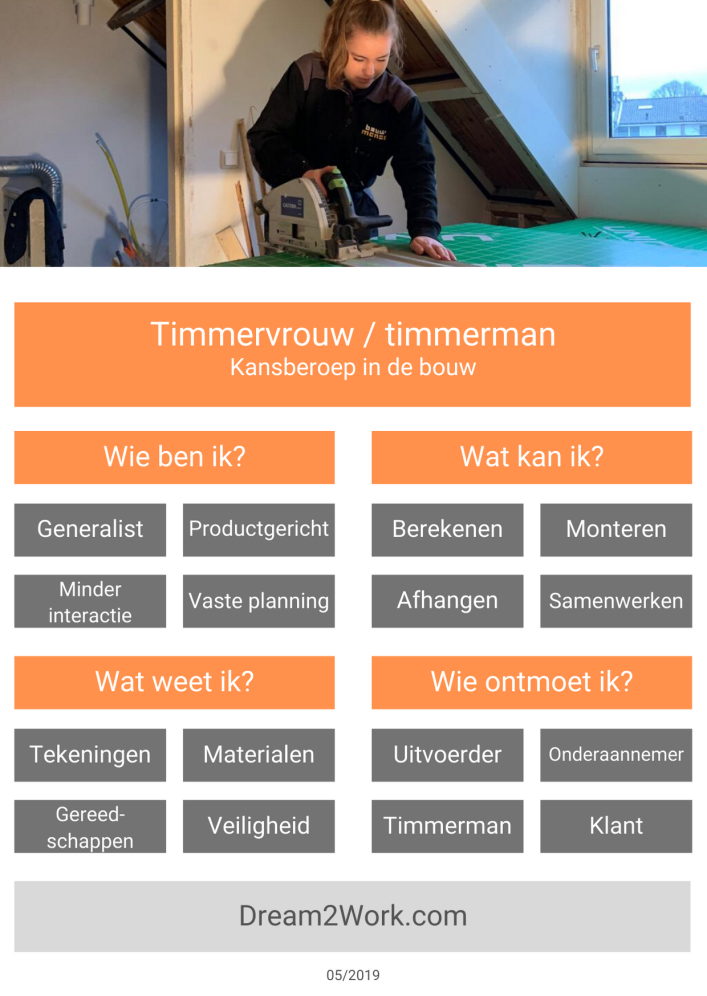 bouw
mensen
Timmervrouw / timmerman
Kansberoep in de bouw
Wie ben ik?
Wat kan ik?
Generalist
Productgericht
Berekenen
Monteren
Minder
interactie
Vaste planning
Afhangen
Samenwerken
Wat weet ik?
Wie ontmoet ik?
Tekeningen
Materialen
Uitvoerder
Onderaannemer
Gereed-
schappen
Veiligheid
Timmerman
Klant
Dream2Work.com
05/2019